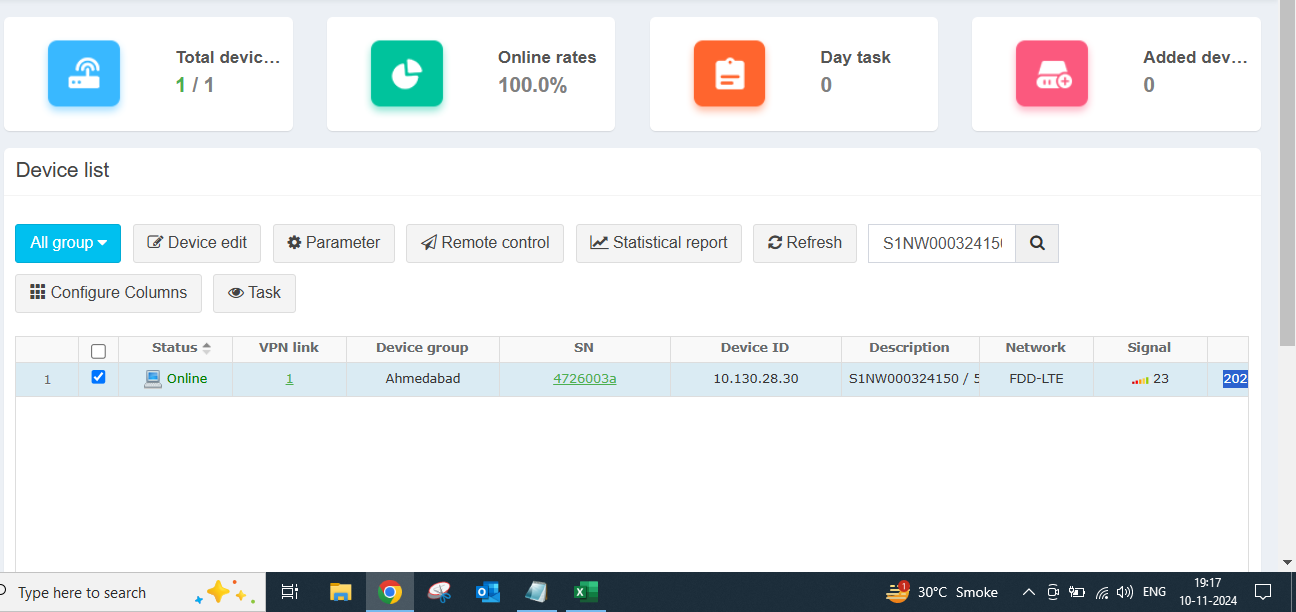 Total devic... Online rates Day task Added dev...
1 / 1 100.0% 0 0
Device list
All group Device edit Parameter Remote control Statistical report Refresh S1NW000324150
Configure Columns Task
Status VPN link Device group SN Device ID Description Network Signal
1 Online 1 Ahmedabad 4726003a 10.130.28.30 S1NW000324150 / 5 FDD-LTE 23 202
Type here to search 1 30°C Smoke ENG 19:17
10-11-2024